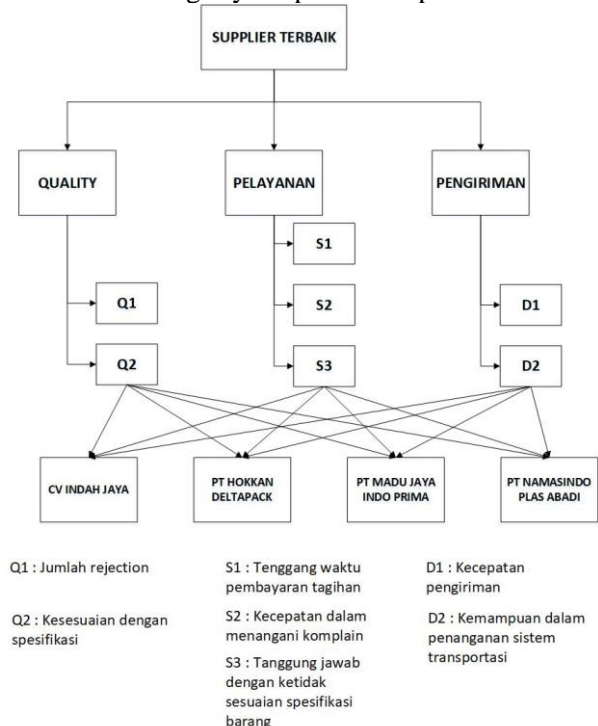 SUPPLIER TERBAIK
QUALITY
PELAYANAN
PENGIRIMAN
S1
Q1
S2
D1
Q2
S3
D2
CV INDAH JAYA
PT HOKKAN
DELTAPACK
PT MADU JAYA
INDO PRIMA
PT NAMASINDO
PLAS ABADI
Q1 : Jumlah rejection
Q2 : Kesesuaian dengan
spesifikasi
S1 : Tenggang waktu
pembayaran tagihan
S2 : Kecepatan dalam
menangani komplain
S3 : Tanggung jawab
dengan ketidak
sesuaian spesifikasi
barang
D1 : Kecepatan
pengiriman
D2 : Kemampuan dalam
penanganan sistem
transportasi